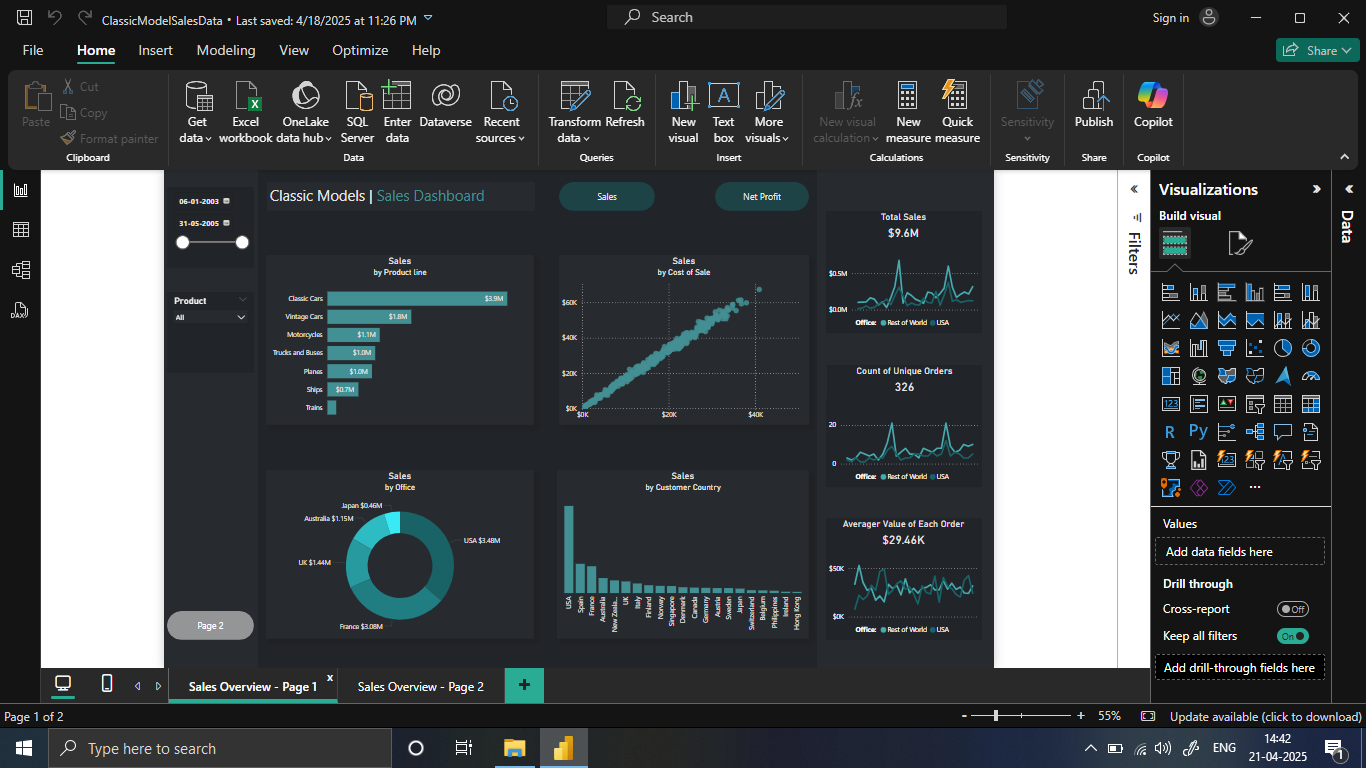 ClassicModelSalesData • Last saved: 4/18/2025 at 11:26 PM
Search
Sign in
File Home Insert Modeling View Optimize Help
Share
Paste
Cut
Copy
Format painter
Clipboard
Get data
Excel workbook
OneLake data hub
SQL Server
Enter data
Dataverse
Recent sources
Data
Transform data
Refresh
Queries
New visual
Text box
More visuals
Insert
New visual calculation
New measure
Quick measure
Calculations
Sensitivity
Sensitivity
Publish
Share
Copilot
Copilot
DAX
06-01-2003
31-05-2005
Product
All
Page 2
Classic Models | Sales Dashboard
Sales
Net Profit
Sales
by Product line
Classic Cars $3.9M
Vintage Cars $1.8M
Motorcycles $1.1M
Trucks and Buses $1.0M
Planes $1.0M
Ships $0.7M
Trains
Sales
by Cost of Sale
$60K
$40K
$20K
$0K
$0K $20K $40K
Sales
by Office
Japan $0.46M
Australia $1.15M
USA $3.48M
UK $1.44M
France $3.08M
Sales
by Customer Country
USA
Spain
France
Australia
New Zeala...
UK
Italy
Finland
Norway
Singapore
Denmark
Canada
Germany
Austria
Sweden
Japan
Switzerland
Belgium
Philippines
Ireland
Hong Kong
Total Sales
$9.6M
$0.5M
$0.0M
Office: Rest of World USA
Count of Unique Orders
326
20
0
Office: Rest of World USA
Averager Value of Each Order
$29.46K
$50K
$0K
Office: Rest of World USA
Filters
Visualizations
Build visual
123
R Py
123
...
Values
Add data fields here
Drill through
Cross-report Off
Keep all filters On
Add drill-through fields here
Data
Sales Overview - Page 1 x
Sales Overview - Page 2
+
Page 1 of 2
- + 55%
Update available (click to download)
Type here to search
ENG
14:42
21-04-2025
1